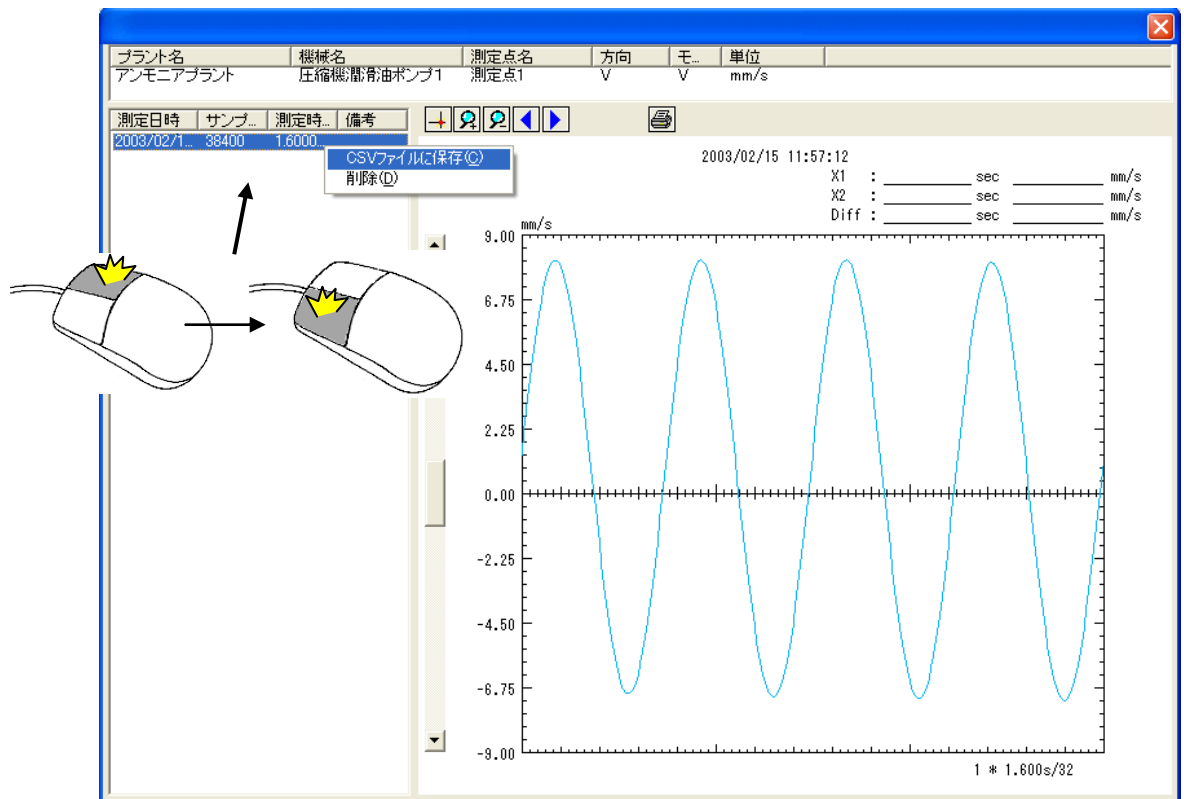 プラント名 機械名 測定点名 方向 モ... 単位
アンモニアプラント 圧縮機潤滑油ポンプ1 測定点1 V V mm/s
測定日時 サンプ... 測定時... 備考
2003/02/1... 38400 1.6000...
CSVファイルに保存(C)
削除(D)
2003/02/15 11:57:12
X1 : sec mm/s
X2 : sec mm/s
Diff : sec mm/s
mm/s
9.00
6.75
4.50
2.25
0.00
-2.25
-4.50
-6.75
-9.00
1 * 1.600s/32